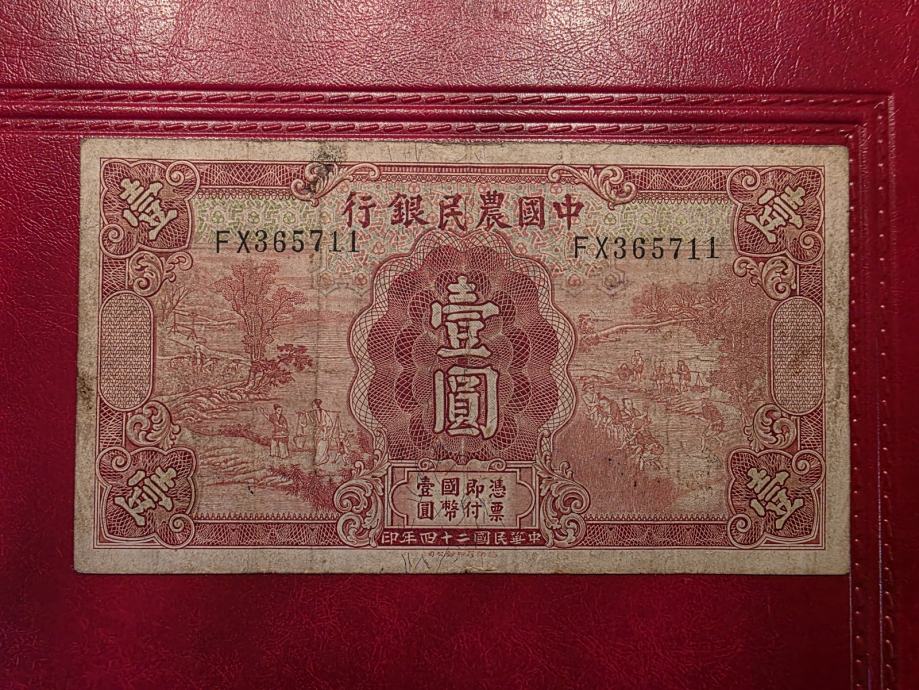 中國農民銀行
FX365711 FX365711
壹 壹
壹圓
憑票
即付
國幣
壹圓
壹 壹
中華民國二十四年印